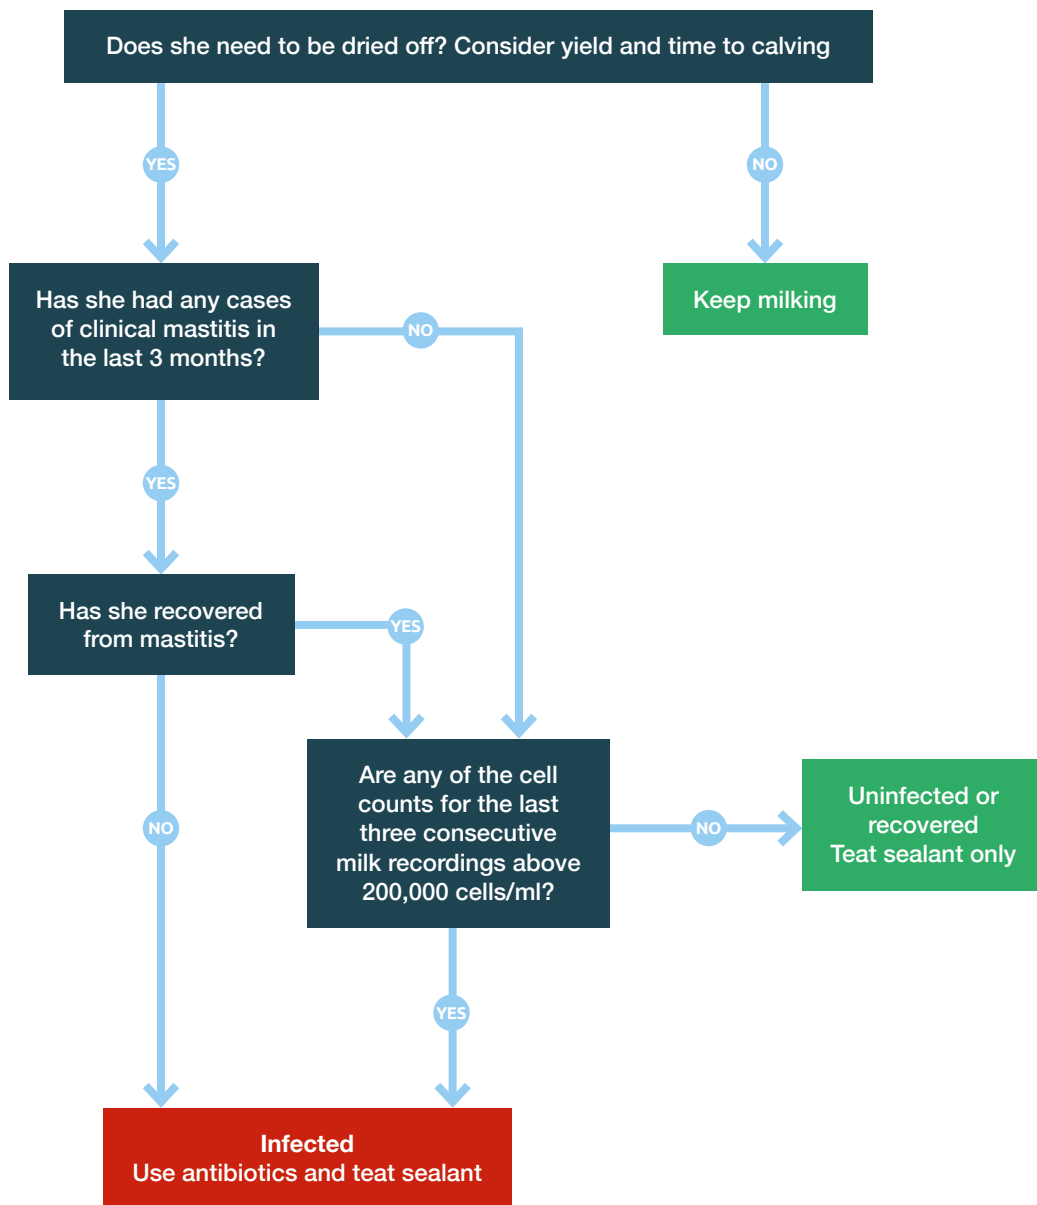 Does she need to be dried off? Consider yield and time to calving
YES
NO
Has she had any cases
of clinical mastitis in
the last 3 months?
NO
Keep milking
YES
Has she recovered
from mastitis?
YES
Are any of the cell
counts for the last
three consecutive
milk recordings above
200,000 cells/ml?
NO
Uninfected or
recovered
Teat sealant only
NO
YES
Infected
Use antibiotics and teat sealant